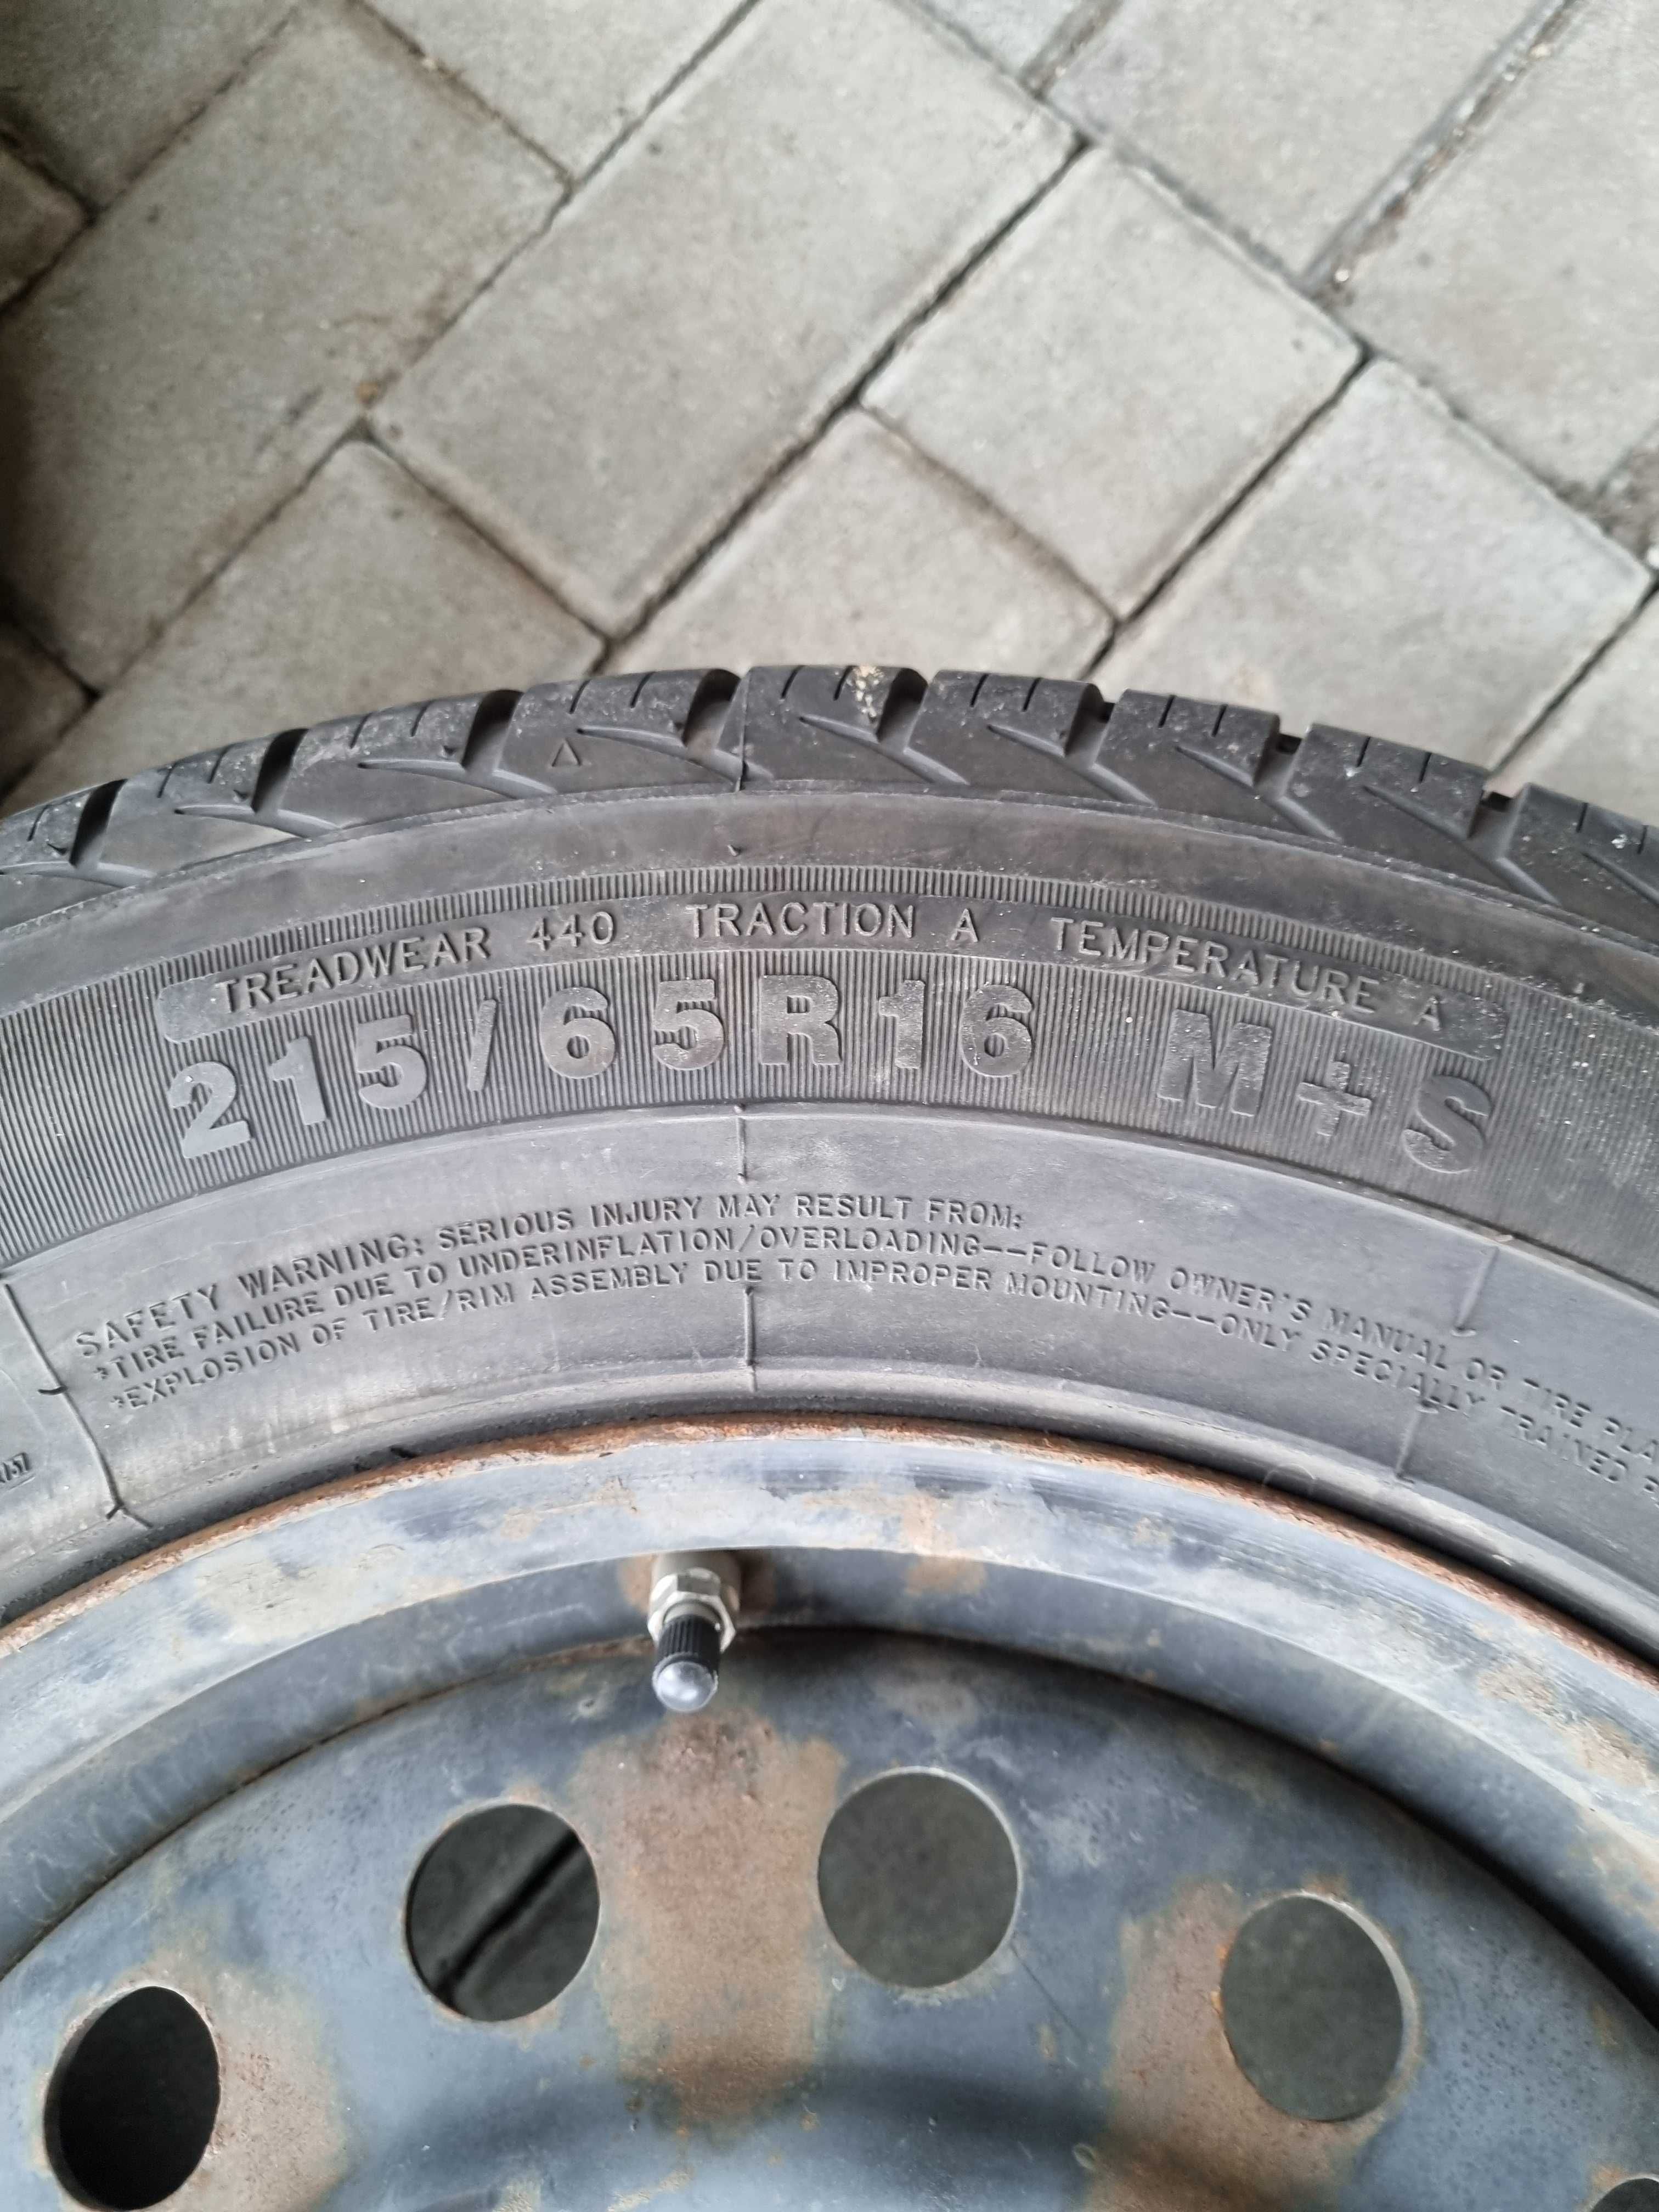 TREADWEAR 440 TRACTION A TEMPERATURE A
215/65R16 M+S
SAFETY WARNING: SERIOUS INJURY MAY RESULT FROM:
*TIRE FAILURE DUE TO UNDERINFLATION/OVERLOADING--FOLLOW OWNER'S MANUAL OR TIRE
*EXPLOSION OF TIRE/RIM ASSEMBLY DUE TO IMPROPER MOUNTING--ONLY SPECIALLY TRAINED